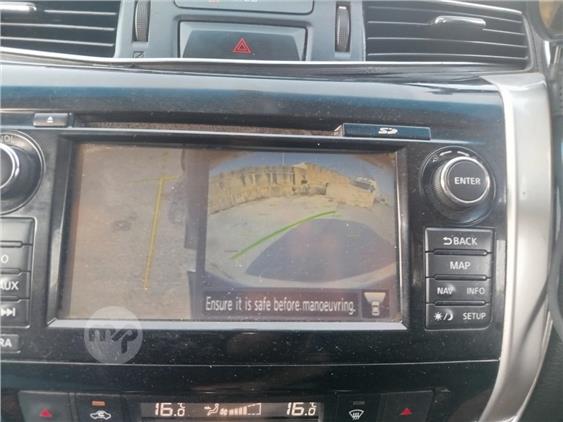 SD
ENTER
BACK
MAP
AUX
NAV INFO
SETUP
Ensure it is safe before manoeuvring.
16.0 16.0